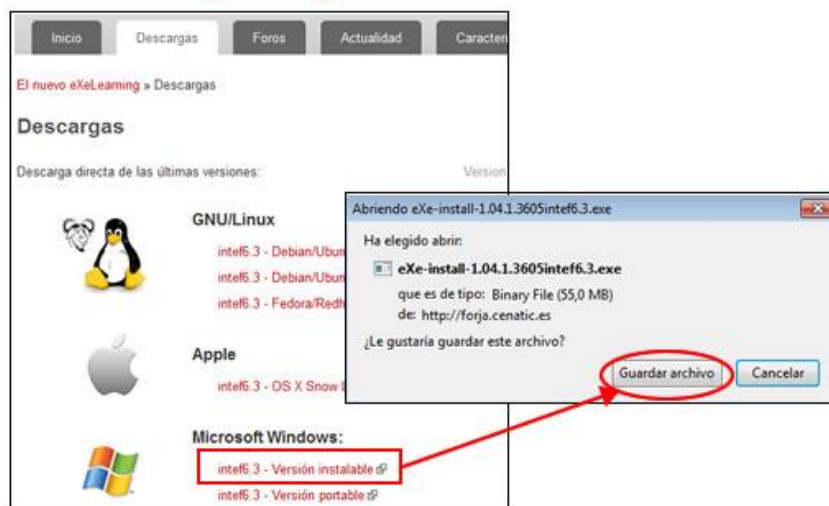 Inicio
Descargas
Foros
Actualidad
El nuevo eXeLearning » Descargas
Descargas
Descarga directa de las últimas versiones:
GNU/Linux
intef6.3 - Debian/Ubun
intef6.3 - Debian/Ubun
intef6.3 - Fedora/Redh
Apple
intef6.3 - OS X Snow
Microsoft Windows:
intef6.3 - Versión instalable
intef6.3 - Versión portable
Abriendo eXe-install-1.04.1.3605intef6.3.exe
Ha elegido abrir:
eXe-install-1.04.1.3605intef6.3.exe
que es de tipo: Binary File (55,0 MB)
de: http://forja.cenatic.es
¿Le gustaría guardar este archivo?
Guardar archivo
Cancelar